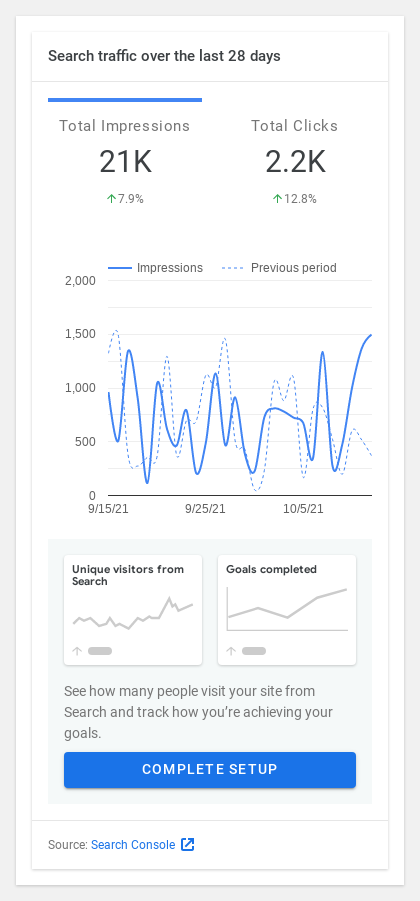 Search traffic over the last 28 days
Total Impressions
Total Clicks
21K
2.2K
↑7.9%
↑12.8%
Impressions
Previous period
2,000
1,500
1,000
500
0
9/15/21
9/25/21
10/5/21
Unique visitors from
Search
Goals completed
See how many people visit your site from
Search and track how you’re achieving your
goals.
COMPLETE SETUP
Source: Search Console